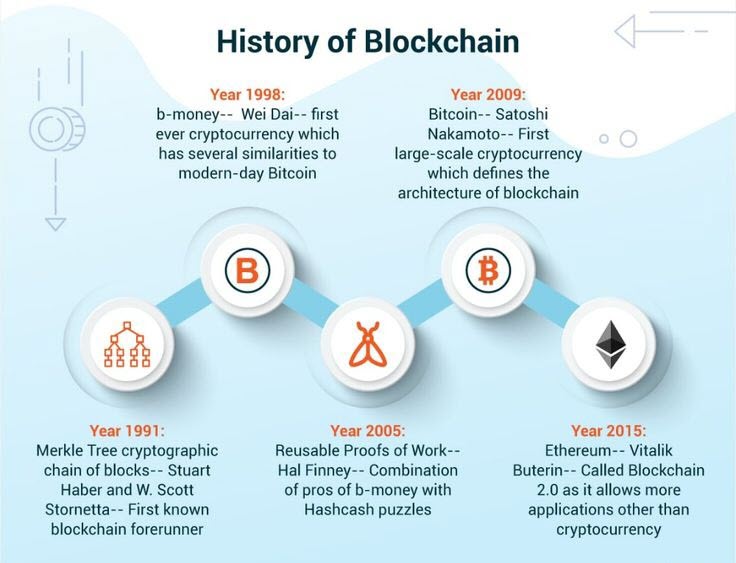 History of Blockchain
Year 1998:
b-money-- Wei Dai-- first
ever cryptocurrency which
has several similarities to
modern-day Bitcoin
Year 2009:
Bitcoin-- Satoshi
Nakamoto-- First
large-scale cryptocurrency
which defines the
architecture of blockchain
B
Year 1991:
Merkle Tree cryptographic
chain of blocks-- Stuart
Haber and W. Scott
Stornetta-- First known
blockchain forerunner
Year 2005:
Reusable Proofs of Work--
Hal Finney-- Combination
of pros of b-money with
Hashcash puzzles
Year 2015:
Ethereum-- Vitalik
Buterin-- Called Blockchain
2.0 as it allows more
applications other than
cryptocurrency